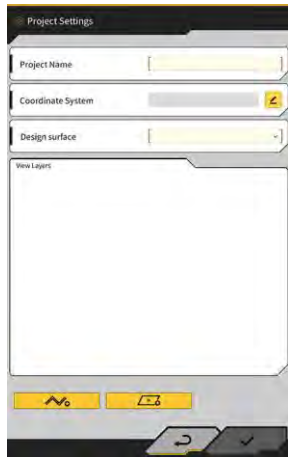 Project Settings
Project Name
Coordinate System
Design surface
View Layers